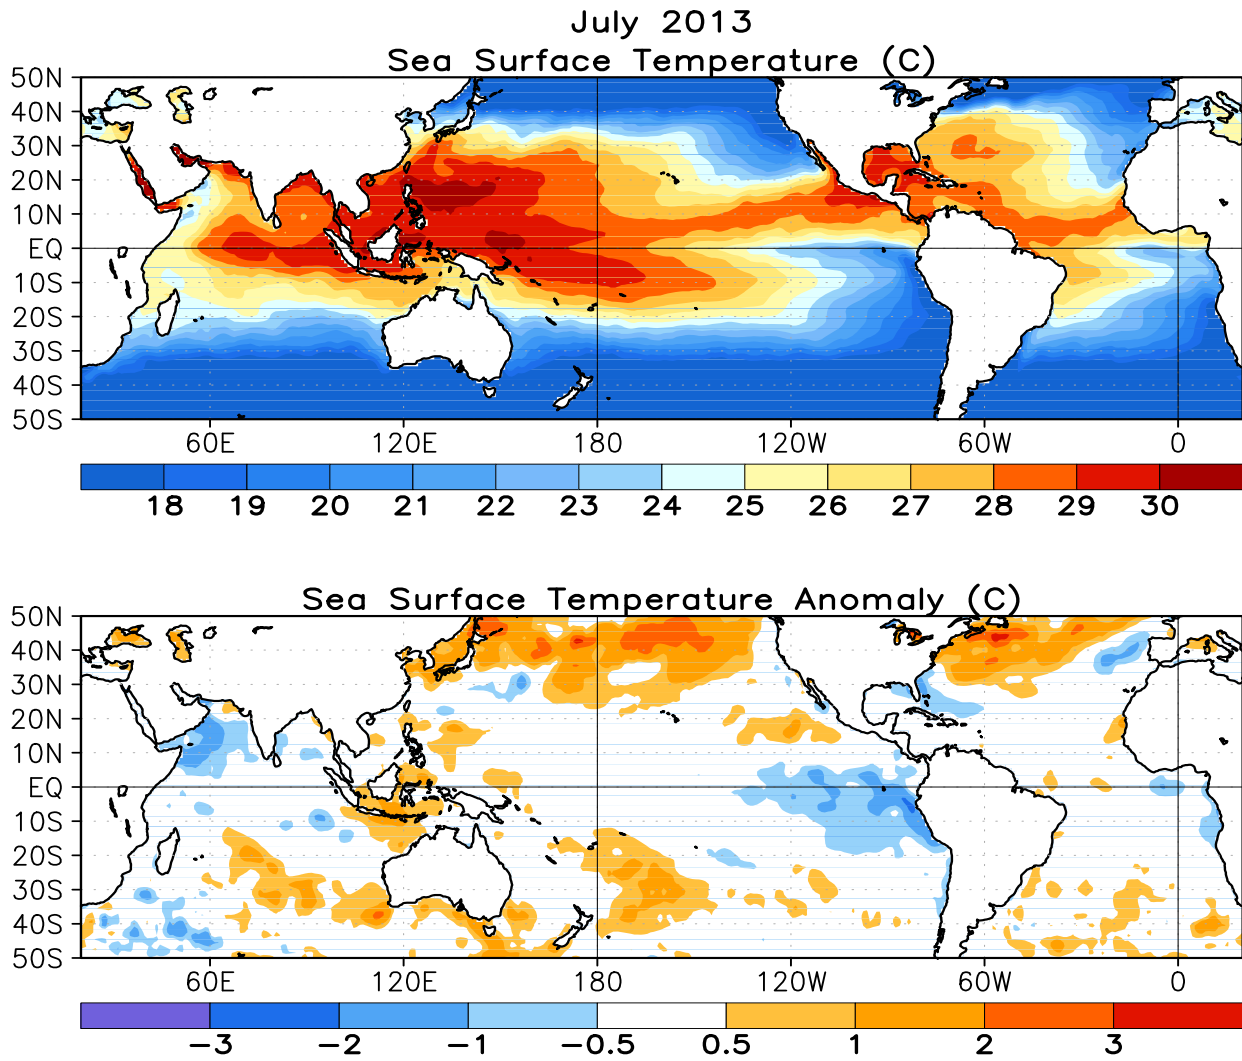 July 2013
Sea Surface Temperature (C)
50N
40N
30N
20N
10N
EQ
10S
20S
30S
40S
50S
60E 120E 180 120W 60W 0
18 19 20 21 22 23 24 25 26 27 28 29 30
Sea Surface Temperature Anomaly (C)
50N
40N
30N
20N
10N
EQ
10S
20S
30S
40S
50S
60E 120E 180 120W 60W 0
−3 −2 −1 −0.5 0.5 1 2 3